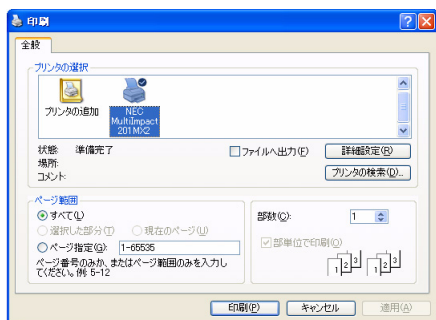 印刷
全般
プリンタの選択
プリンタの追加
NEC
MultiImpact
201MX2
状態: 準備完了
場所:
コメント:
ファイルへ出力(F)
詳細設定(R)
プリンタの検索(D)...
ページ範囲
すべて(L)
選択した部分(T) 現在のページ(U)
ページ指定(G): 1-65535
ページ番号のみか、またはページ範囲のみを入力し
てください。例: 5-12
部数(C): 1
部単位で印刷(O)
1 2 3 1 2 3
印刷(P) キャンセル 適用(A)